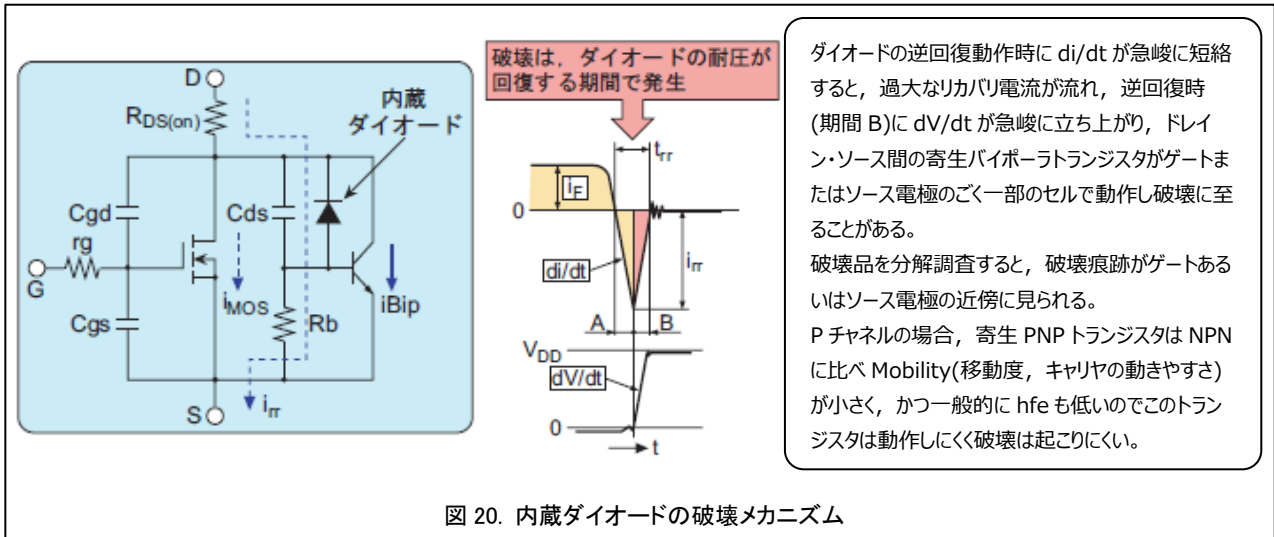 D
RDS(on)
内蔵
ダイオード
Cgd
Cds
rg
G
iMOS
Rb
iBip
Cgs
S
irr
破壊は，ダイオードの耐圧が
回復する期間で発生
trr
iF
0
di/dt
irr
A
B
VDD
dV/dt
0
t
ダイオードの逆回復動作時に di/dt が急峻に短絡
すると，過大なリカバリ電流が流れ，逆回復時
(期間 B)に dV/dt が急峻に立ち上がり，ドレイ
ン・ソース間の寄生バイポーラトランジスタがゲートま
たはソース電極のごく一部のセルで動作し破壊に至
ることがある。
破壊品を分解調査すると，破壊痕跡がゲートある
いはソース電極の近傍に見られる。
P チャネルの場合，寄生 PNP トランジスタは NPN
に比べ Mobility(移動度，キャリヤの動きやすさ)
が小さく，かつ一般的に hfe も低いのでこのトラン
ジスタは動作しにくく破壊は起こりにくい。
図 20. 内蔵ダイオードの破壊メカニズム